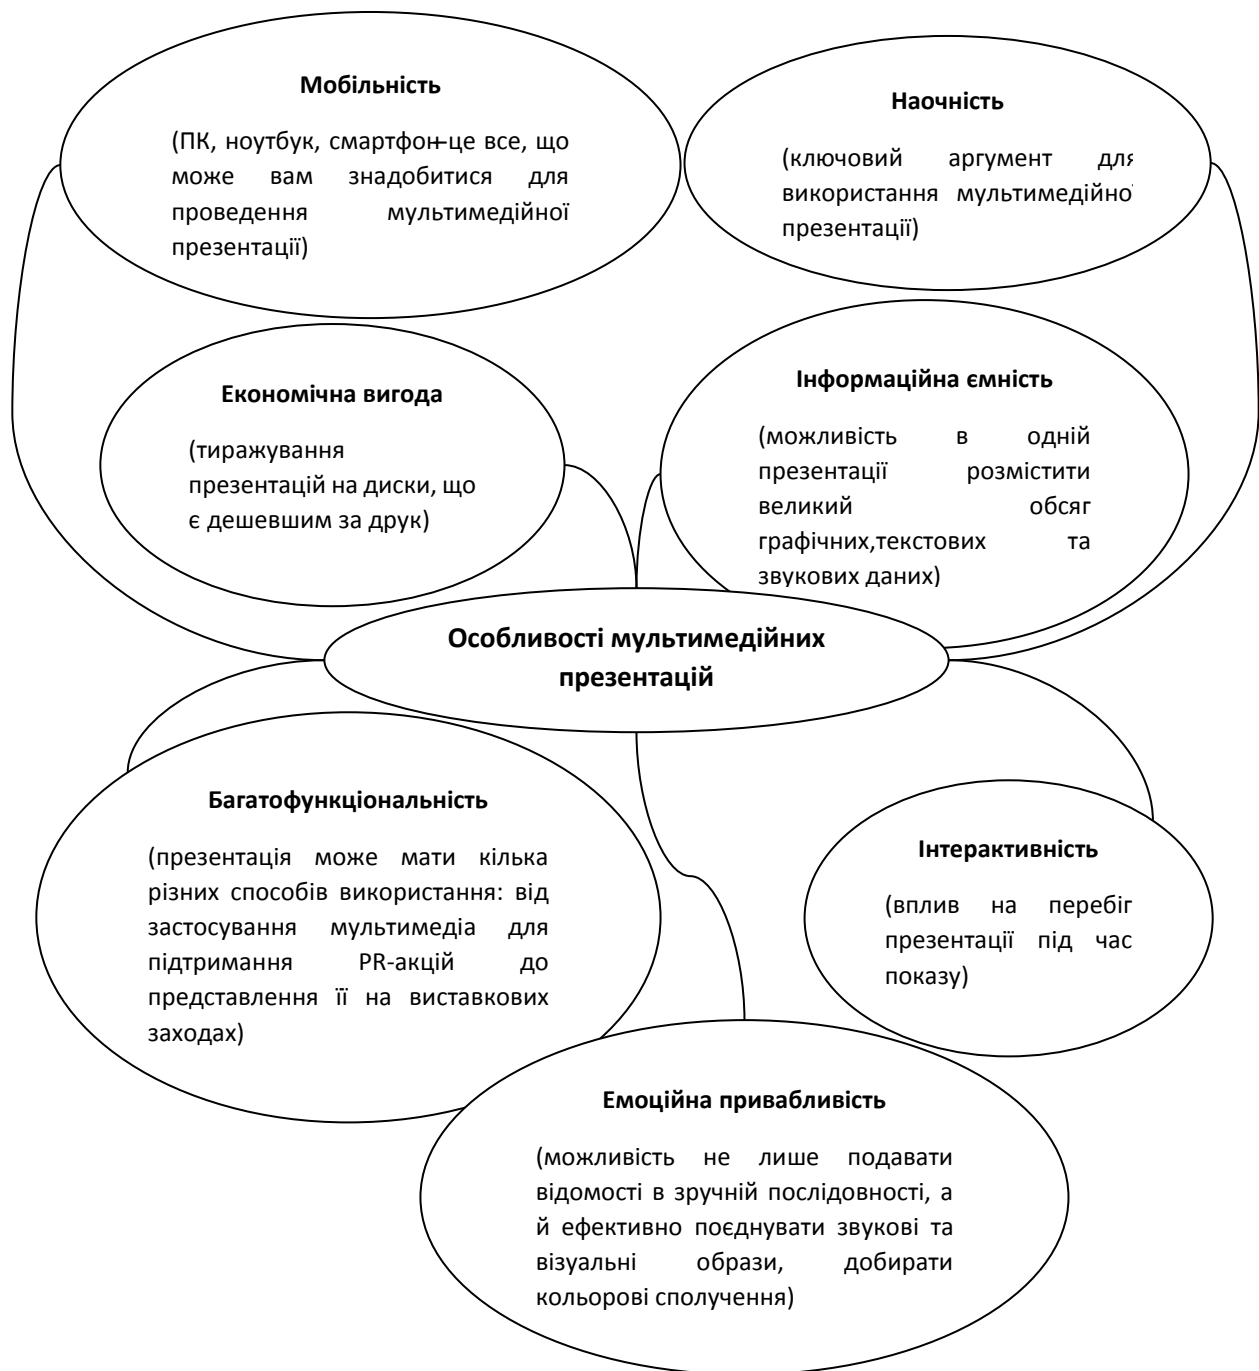 Мобільність
(ПК, ноутбук, смартфон-це все, що
може вам знадобитися для
проведення мультимедійної
презентації)
Наочність
(ключовий аргумент для
використання мультимедійної
презентації)
Економічна вигода
(тиражування
презентацій на диски, що
є дешевшим за друк)
Інформаційна ємність
(можливість в одній
презентації розмістити
великий обсяг
графічних,текстових та
звукових даних)
Особливості мультимедійних
презентацій
Багатофункціональність
(презентація може мати кілька
різних способів використання: від
застосування мультимедіа для
підтримання PR-акцій до
представлення її на виставкових
заходах)
Інтерактивність
(вплив на перебіг
презентації під час
показу)
Емоційна привабливість
(можливість не лише подавати
відомості в зручній послідовності, а
й ефективно поєднувати звукові та
візуальні образи, добирати
кольорові сполучення)